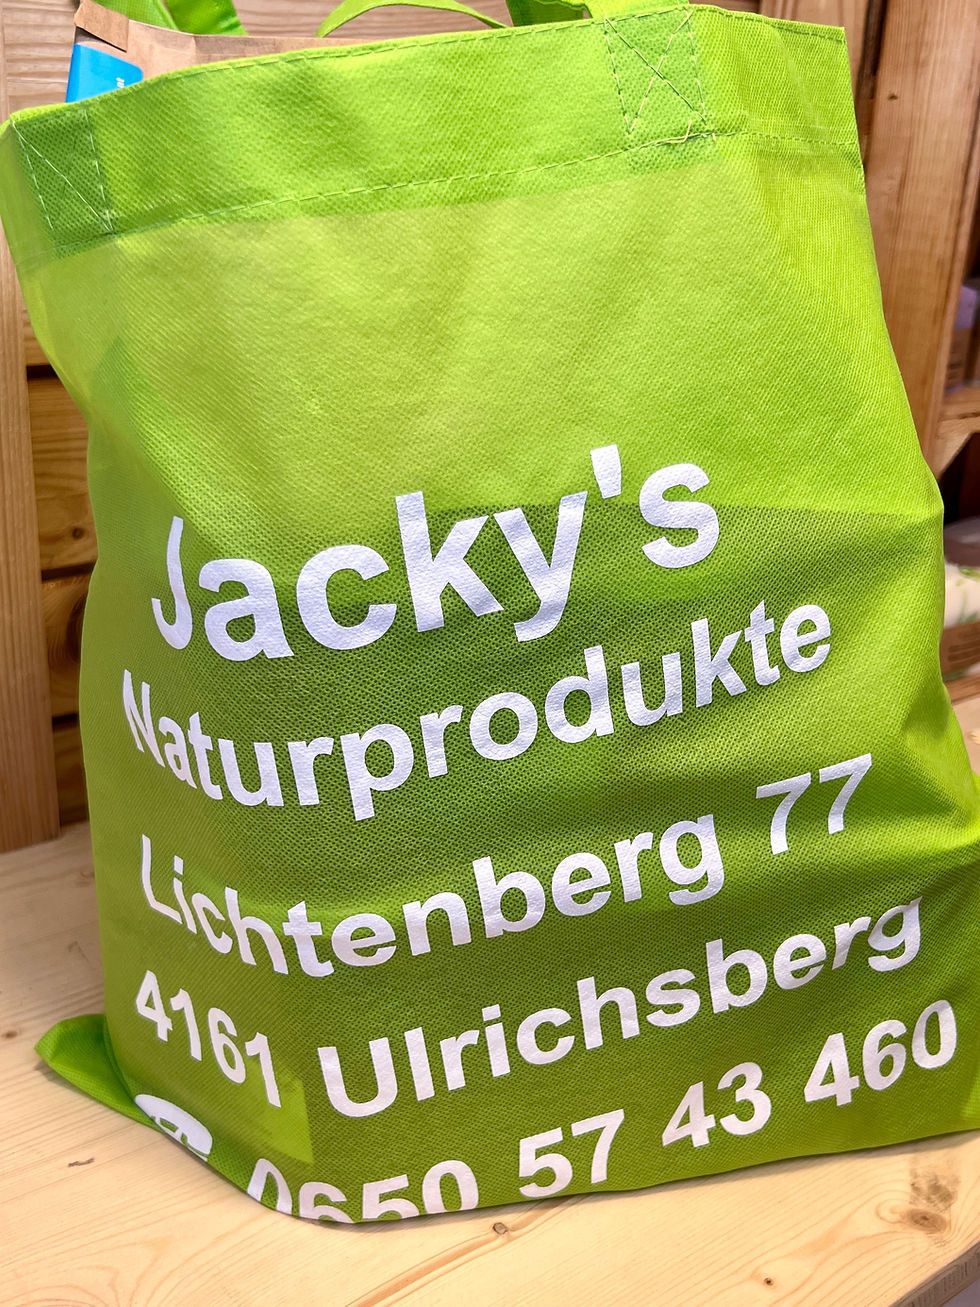 Jacky's
Naturprodukte
Lichtenberg 77
4161 Ulrichsberg
0650 57 43 460